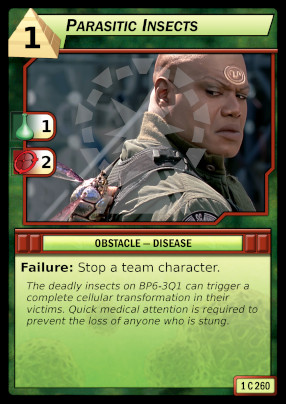 1
PARASITIC INSECTS
1
2
OBSTACLE — DISEASE
Failure: Stop a team character.
The deadly insects on BP6-3Q1 can trigger a
complete cellular transformation in their
victims. Quick medical attention is required to
prevent the loss of anyone who is stung.
1 C 260